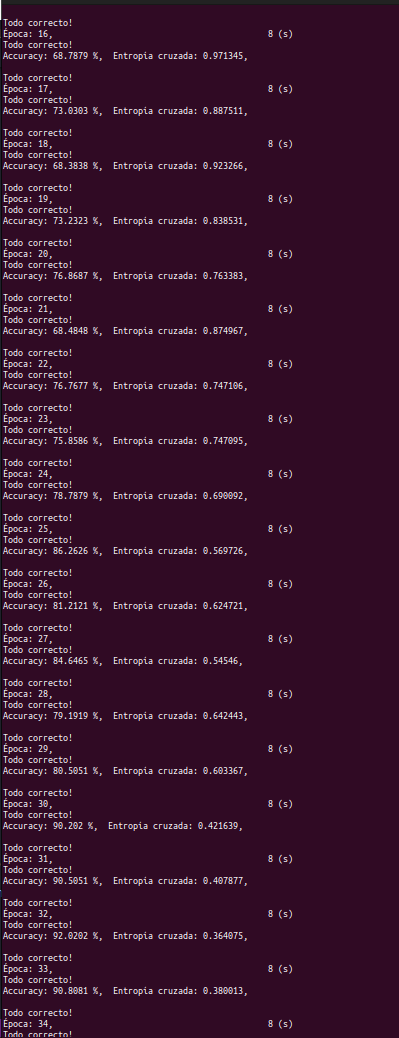 Todo correcto!
Época: 16, 8 (s)
Todo correcto!
Accuracy: 68.7879 %, Entropia cruzada: 0.971345,
Todo correcto!
Época: 17, 8 (s)
Todo correcto!
Accuracy: 73.0303 %, Entropia cruzada: 0.887511,
Todo correcto!
Época: 18, 8 (s)
Todo correcto!
Accuracy: 68.3838 %, Entropia cruzada: 0.923266,
Todo correcto!
Época: 19, 8 (s)
Todo correcto!
Accuracy: 73.2323 %, Entropia cruzada: 0.838531,
Todo correcto!
Época: 20, 8 (s)
Todo correcto!
Accuracy: 76.8687 %, Entropia cruzada: 0.763383,
Todo correcto!
Época: 21, 8 (s)
Todo correcto!
Accuracy: 68.4848 %, Entropia cruzada: 0.874967,
Todo correcto!
Época: 22, 8 (s)
Todo correcto!
Accuracy: 76.7677 %, Entropia cruzada: 0.747106,
Todo correcto!
Época: 23, 8 (s)
Todo correcto!
Accuracy: 75.8586 %, Entropia cruzada: 0.747095,
Todo correcto!
Época: 24, 8 (s)
Todo correcto!
Accuracy: 78.7879 %, Entropia cruzada: 0.690092,
Todo correcto!
Época: 25, 8 (s)
Todo correcto!
Accuracy: 86.2626 %, Entropia cruzada: 0.569726,
Todo correcto!
Época: 26, 8 (s)
Todo correcto!
Accuracy: 81.2121 %, Entropia cruzada: 0.624721,
Todo correcto!
Época: 27, 8 (s)
Todo correcto!
Accuracy: 84.6465 %, Entropia cruzada: 0.54546,
Todo correcto!
Época: 28, 8 (s)
Todo correcto!
Accuracy: 79.1919 %, Entropia cruzada: 0.642443,
Todo correcto!
Época: 29, 8 (s)
Todo correcto!
Accuracy: 80.5051 %, Entropia cruzada: 0.603367,
Todo correcto!
Época: 30, 8 (s)
Todo correcto!
Accuracy: 90.202 %, Entropia cruzada: 0.421639,
Todo correcto!
Época: 31, 8 (s)
Todo correcto!
Accuracy: 90.5051 %, Entropia cruzada: 0.407877,
Todo correcto!
Época: 32, 8 (s)
Todo correcto!
Accuracy: 92.0202 %, Entropia cruzada: 0.364075,
Todo correcto!
Época: 33, 8 (s)
Todo correcto!
Accuracy: 90.8081 %, Entropia cruzada: 0.380013,
Todo correcto!
Época: 34, 8 (s)
Todo correcto!